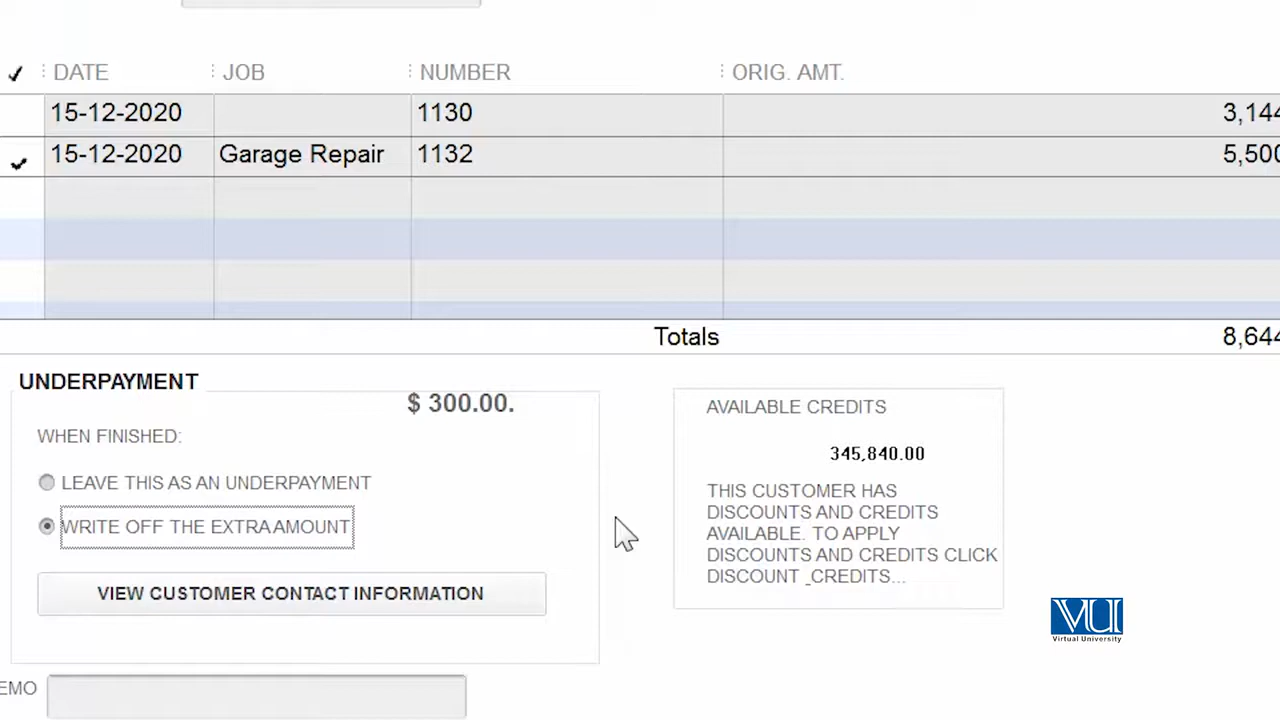 DATE JOB NUMBER ORIG. AMT.
15-12-2020 1130 3,144
15-12-2020 Garage Repair 1132 5,500
Totals 8,644
UNDERPAYMENT
$ 300.00.
WHEN FINISHED:
LEAVE THIS AS AN UNDERPAYMENT
WRITE OFF THE EXTRA AMOUNT
VIEW CUSTOMER CONTACT INFORMATION
AVAILABLE CREDITS
345,840.00
THIS CUSTOMER HAS
DISCOUNTS AND CREDITS
AVAILABLE. TO APPLY
DISCOUNTS AND CREDITS CLICK
DISCOUNT _CREDITS...
VU
Virtual University
EMO